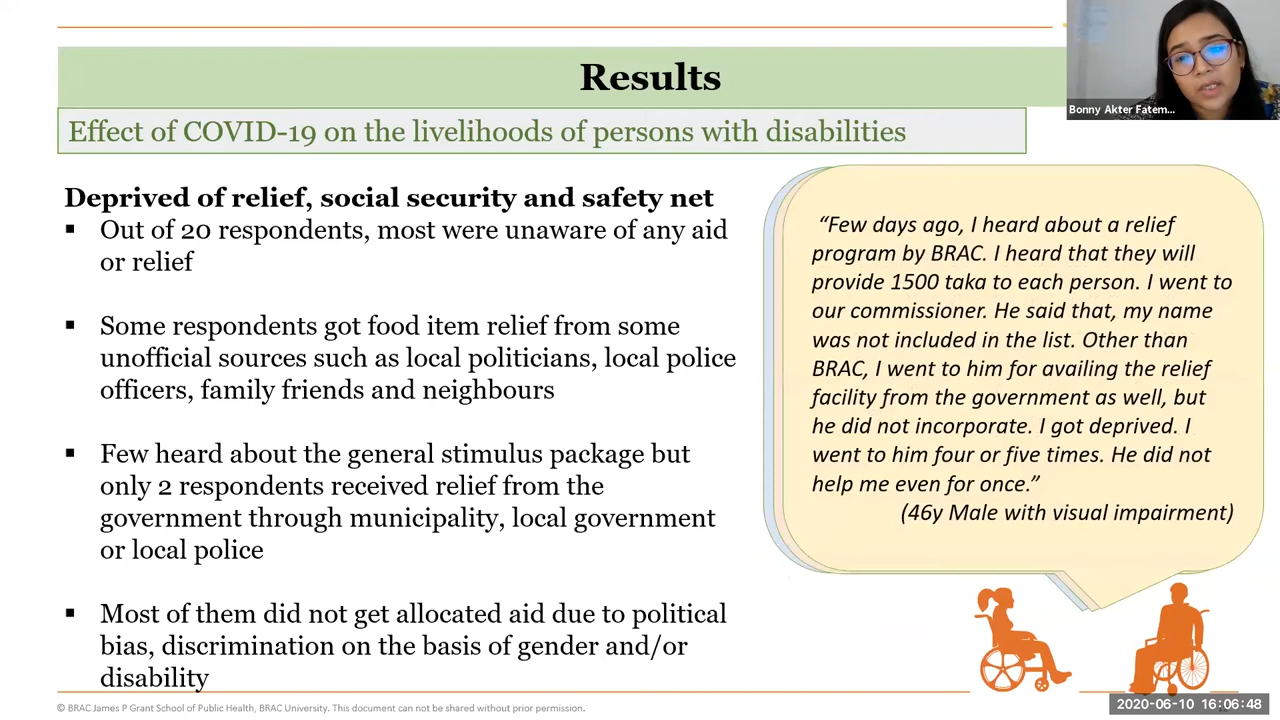 Results
Effect of COVID-19 on the livelihoods of persons with disabilities
Bonny Akter Fatem...
Deprived of relief, social security and safety net
▪ Out of 20 respondents, most were unaware of any aid
or relief
▪ Some respondents got food item relief from some
unofficial sources such as local politicians, local police
officers, family friends and neighbours
▪ Few heard about the general stimulus package but
only 2 respondents received relief from the
government through municipality, local government
or local police
▪ Most of them did not get allocated aid due to political
bias, discrimination on the basis of gender and/or
disability
“Few days ago, I heard about a relief
program by BRAC. I heard that they will
provide 1500 taka to each person. I went to
our commissioner. He said that, my name
was not included in the list. Other than
BRAC, I went to him for availing the relief
facility from the government as well, but
he did not incorporate. I got deprived. I
went to him four or five times. He did not
help me even for once.”
(46y Male with visual impairment)
© BRAC James P Grant School of Public Health, BRAC University. This document can not be shared without prior permission.
2020-06-10 16:06:48